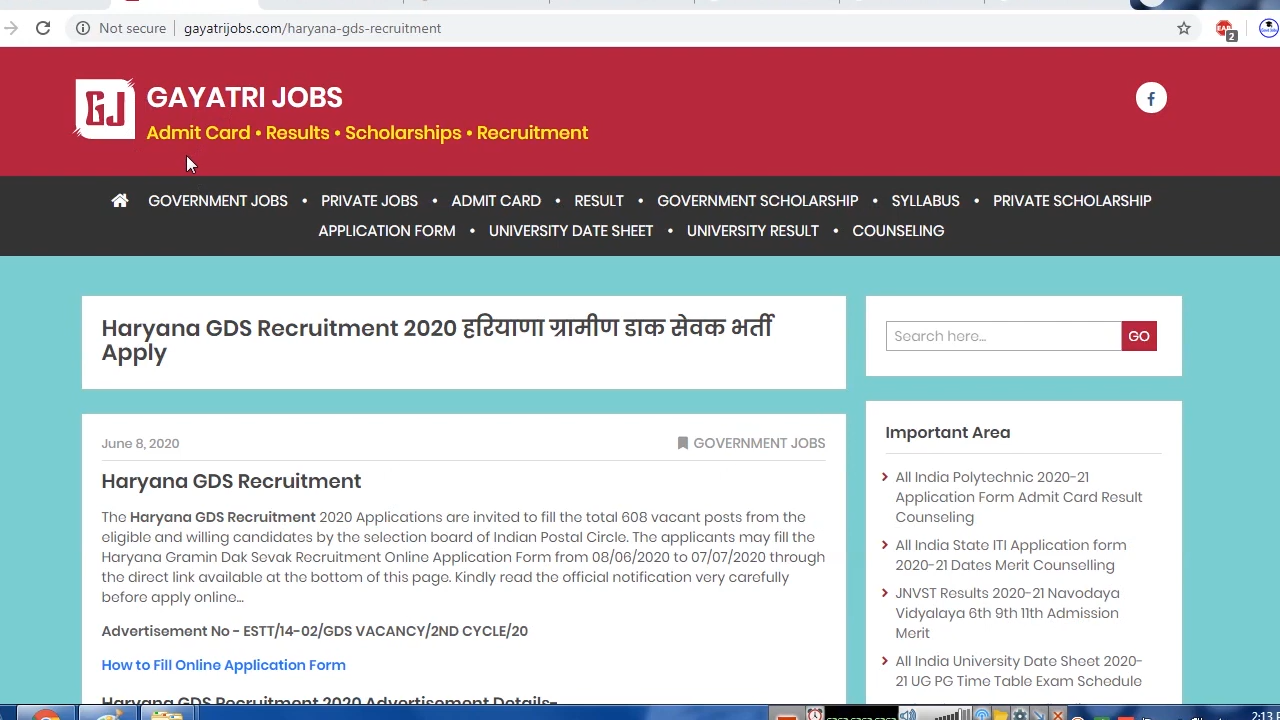 Not secure
gayatrijobs.com/haryana-gds-recruitment
2
GJ
GAYATRI JOBS
Admit Card • Results • Scholarships • Recruitment
GOVERNMENT JOBS • PRIVATE JOBS • ADMIT CARD • RESULT • GOVERNMENT SCHOLARSHIP • SYLLABUS • PRIVATE SCHOLARSHIP
APPLICATION FORM • UNIVERSITY DATE SHEET • UNIVERSITY RESULT • COUNSELING
Haryana GDS Recruitment 2020 हरियाणा ग्रामीण डाक सेवक भर्ती
Apply
June 8, 2020
GOVERNMENT JOBS
Haryana GDS Recruitment
The Haryana GDS Recruitment 2020 Applications are invited to fill the total 608 vacant posts from the
eligible and willing candidates by the selection board of Indian Postal Circle. The applicants may fill the
Haryana Gramin Dak Sevak Recruitment Online Application Form from 08/06/2020 to 07/07/2020 through
the direct link available at the bottom of this page. Kindly read the official notification very carefully
before apply online...
Advertisement No - ESTT/14-02/GDS VACANCY/2ND CYCLE/20
How to Fill Online Application Form
Haryana GDS Recruitment 2020 Advertisement Details-
Search here...
GO
Important Area
All India Polytechnic 2020-21
Application Form Admit Card Result
Counseling
All India State ITI Application form
2020-21 Dates Merit Counselling
JNVST Results 2020-21 Navodaya
Vidyalaya 6th 9th 11th Admission
Merit
All India University Date Sheet 2020-
21 UG PG Time Table Exam Schedule
2:13